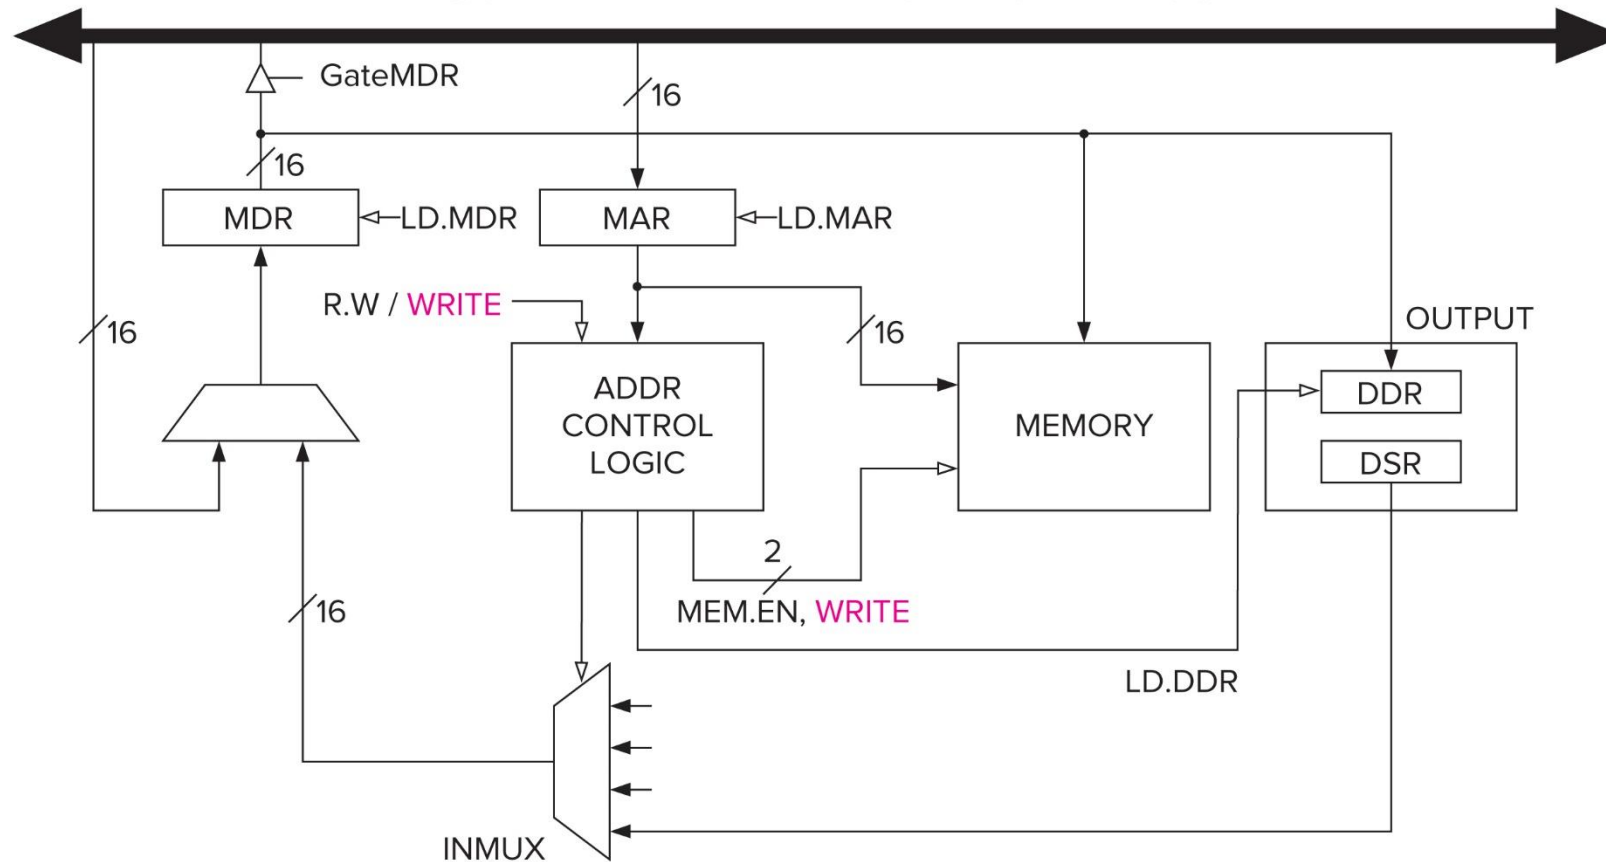 GateMDR
16
16
MDR
LD.MDR
MAR
LD.MAR
R.W / WRITE
16
16
OUTPUT
ADDR
CONTROL
LOGIC
MEMORY
DDR
DSR
2
MEM.EN, WRITE
16
LD.DDR
INMUX